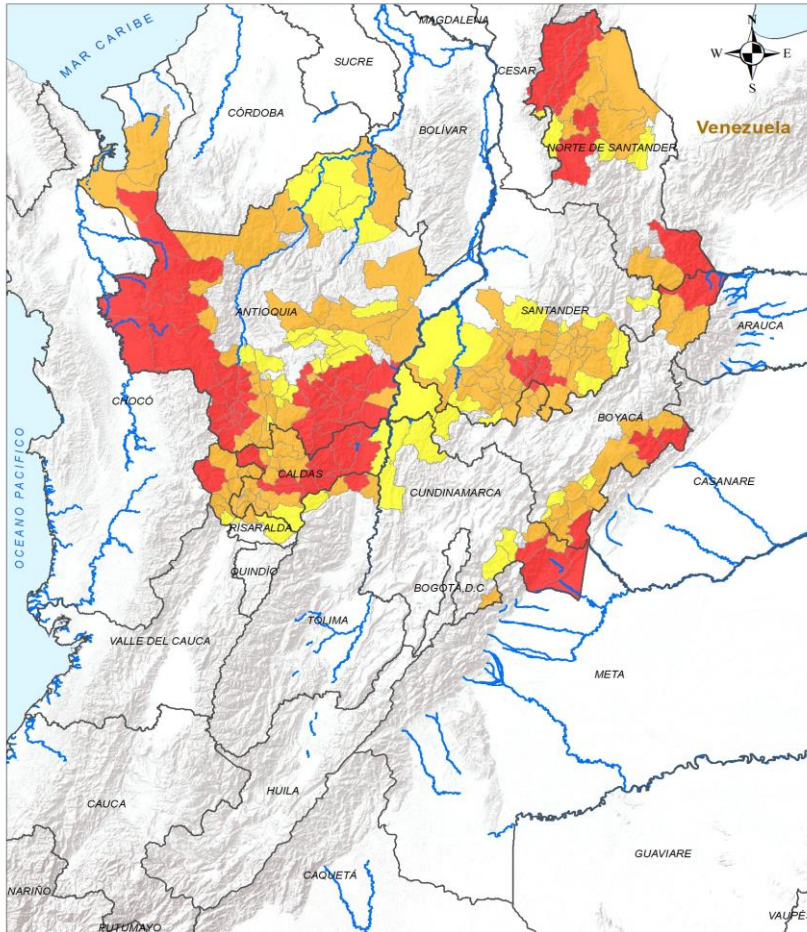 MAGDALENA
MAR CARIBE
SUCRE
CESAR
N
W
E
S
CÓRDOBA
BOLÍVAR
Venezuela
NORTE DE SANTANDER
ANTIOQUIA
SANTANDER
ARAUCA
CHOCÓ
BOYACÁ
OCEANO PACIFICO
CALDAS
CUNDINAMARCA
CASANARE
RISARALDA
QUINDÍO
BOGOTÁ, D.C
TOLIMA
VALLE DEL CAUCA
META
HUILA
CAUCA
GUAVIARE
CAQUETÁ
NARIÑO
PUTUMAYO
VAUPÉS